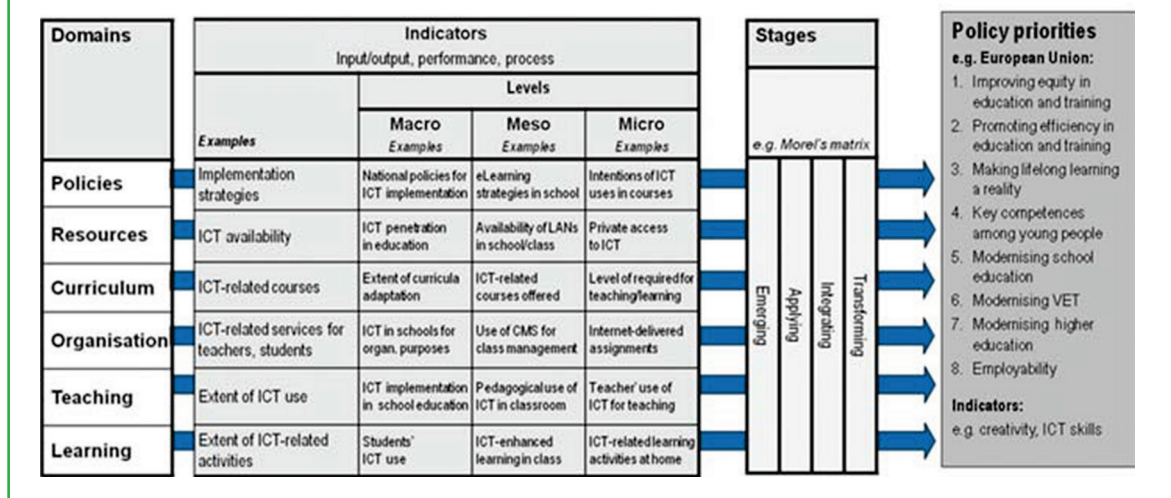 Domains
Indicators
Input/output, performance, process
Levels
Examples
Macro
Examples
Meso
Examples
Micro
Examples
Stages
e.g. Morel's matrix
Policies
Implementation
strategies
National policies for
ICT implementation
eLearning
strategies in school
Intentions of ICT
uses in courses
Resources
ICT availability
ICT penetration
in education
Availability of LANs
in school/class
Private access
to ICT
Curriculum
ICT-related courses
Extent of curricula
adaptation
ICT-related
courses offered
Level of required for
teaching/learning
Organisation
ICT-related services for
teachers, students
ICT in schools for
organ. purposes
Use of CMS for
class management
Internet-delivered
assignments
Teaching
Extent of ICT use
ICT implementation
in school education
Pedagogical use of
ICT in classroom
Teacher' use of
ICT for teaching
Learning
Extent of ICT-related
activities
Students'
ICT use
ICT-enhanced
learning in class
ICT-related learning
activities at home
Emerging
Applying
Integrating
Transforming
Policy priorities
e.g. European Union:
1. Improving equity in
education and training
2. Promoting efficiency in
education and training
3. Making lifelong learning
a reality
4. Key competences
among young people
5. Modernising school
education
6. Modernising VET
7. Modernising higher
education
8. Employability
Indicators:
e.g. creativity, ICT skills